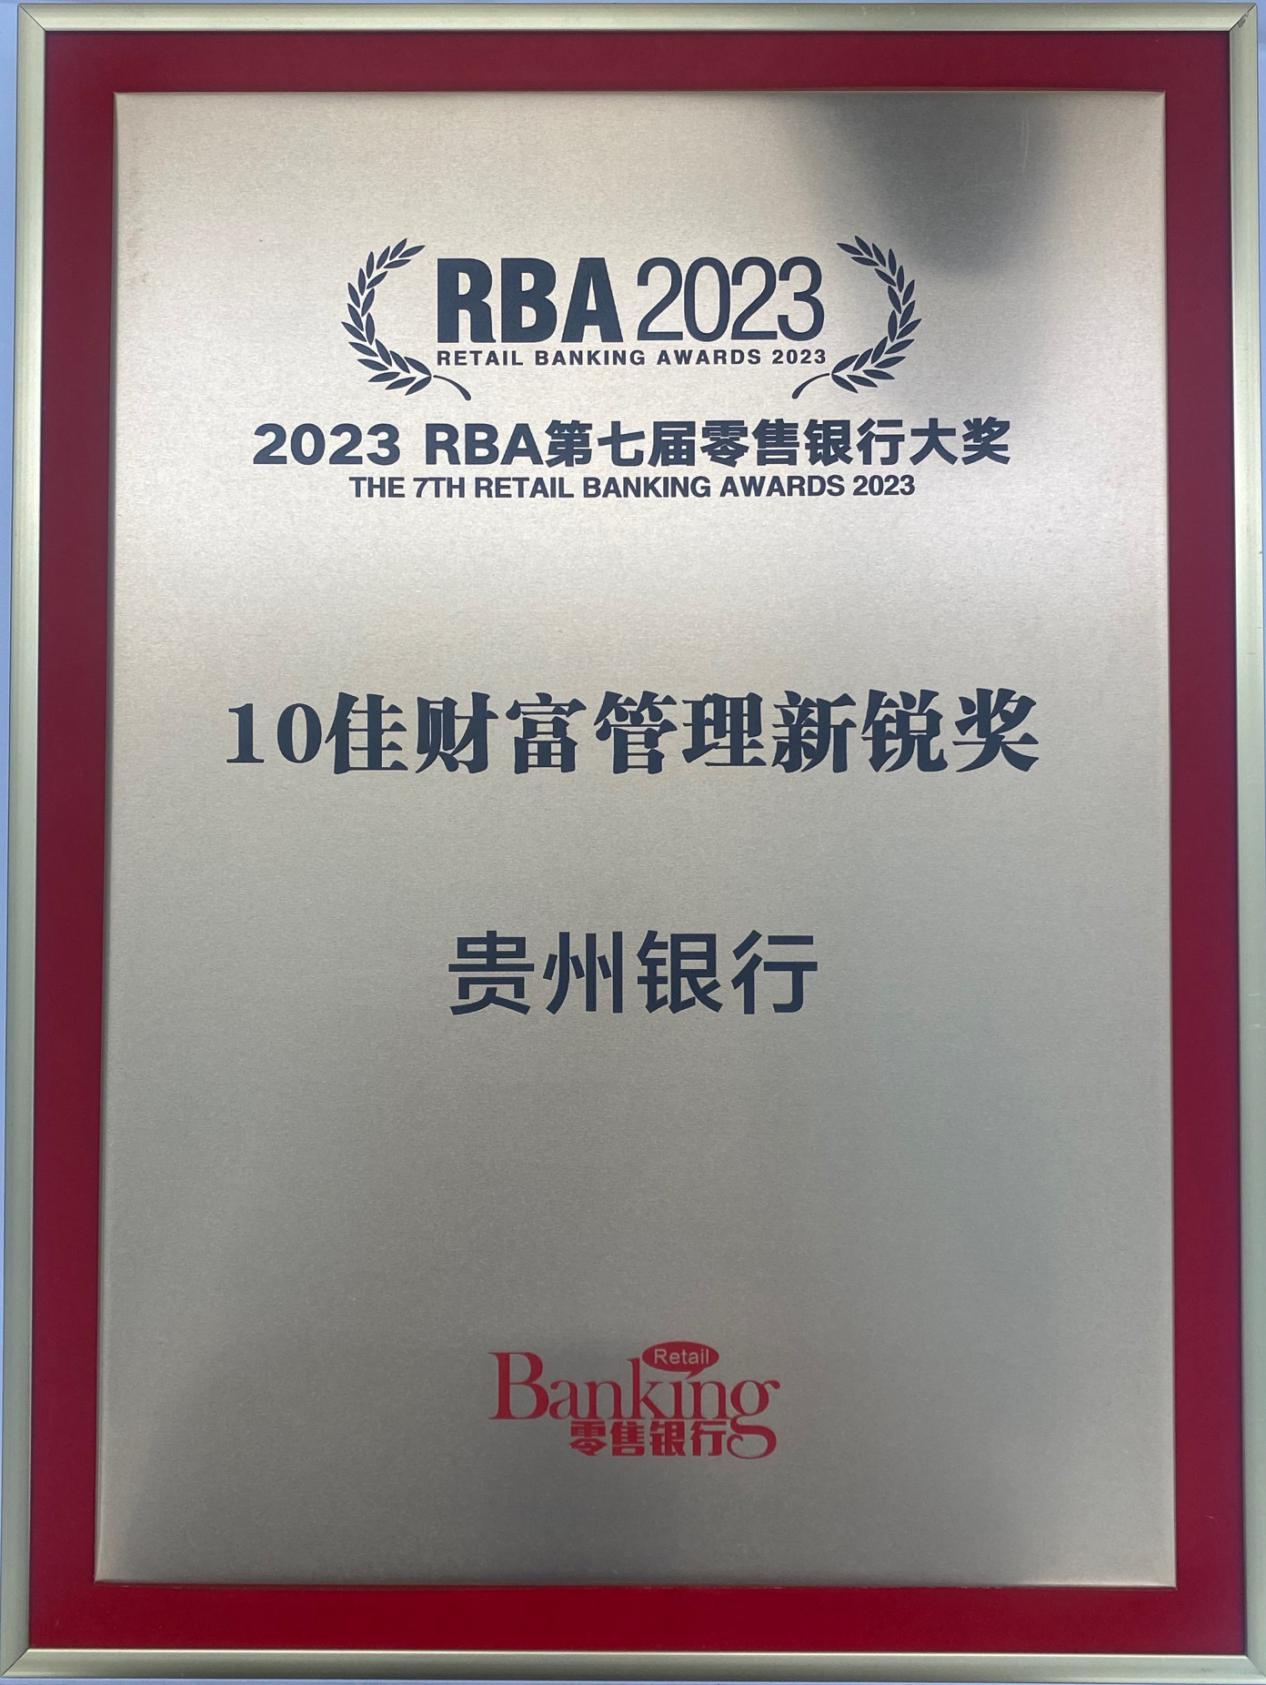 RBA 2023
RETAIL BANKING AWARDS 2023
2023 RBA第七届零售银行大奖
THE 7TH RETAIL BANKING AWARDS 2023
10佳财富管理新锐奖
贵州银行
Retail
Banking
零售银行